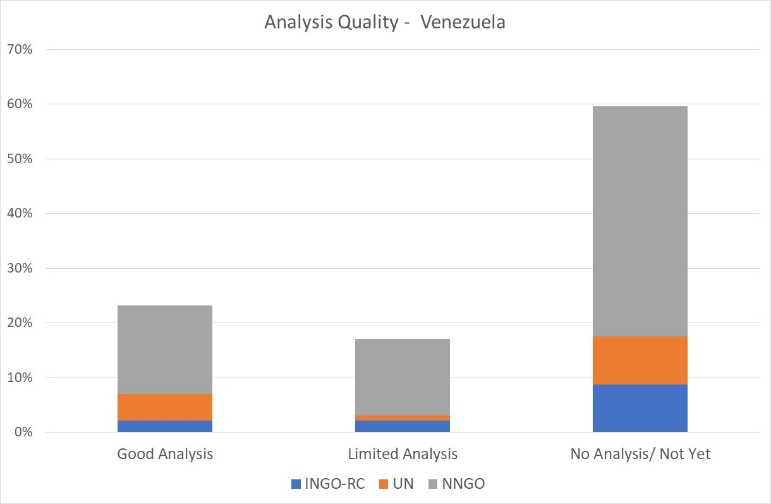 Analysis Quality -  Venezuela
70%
60%
50%
40%
30%
20%
10%
0%
Good Analysis
Limited Analysis
No Analysis/ Not Yet
INGO-RC
UN
NNGO